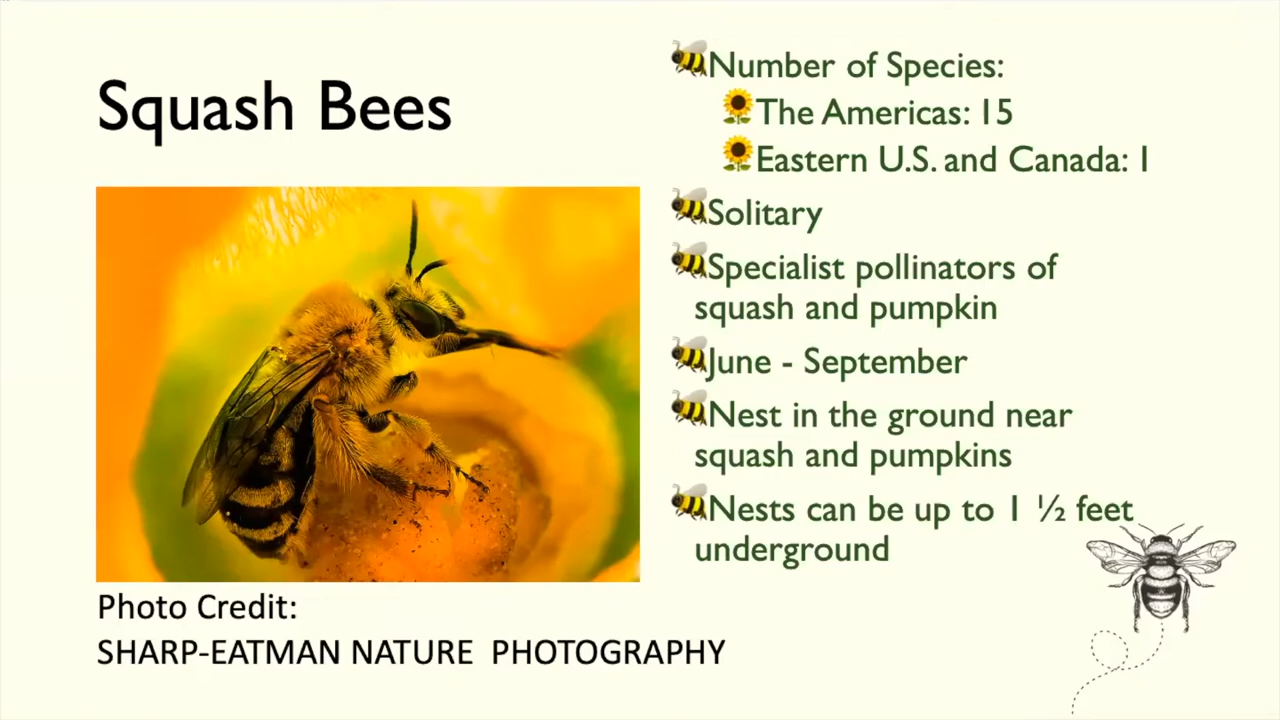 Squash Bees
Number of Species:
The Americas: 15
Eastern U.S. and Canada: 1
Solitary
Specialist pollinators of
squash and pumpkin
June - September
Nest in the ground near
squash and pumpkins
Nests can be up to 1 ½ feet
underground
Photo Credit:
SHARP-EATMAN NATURE PHOTOGRAPHY